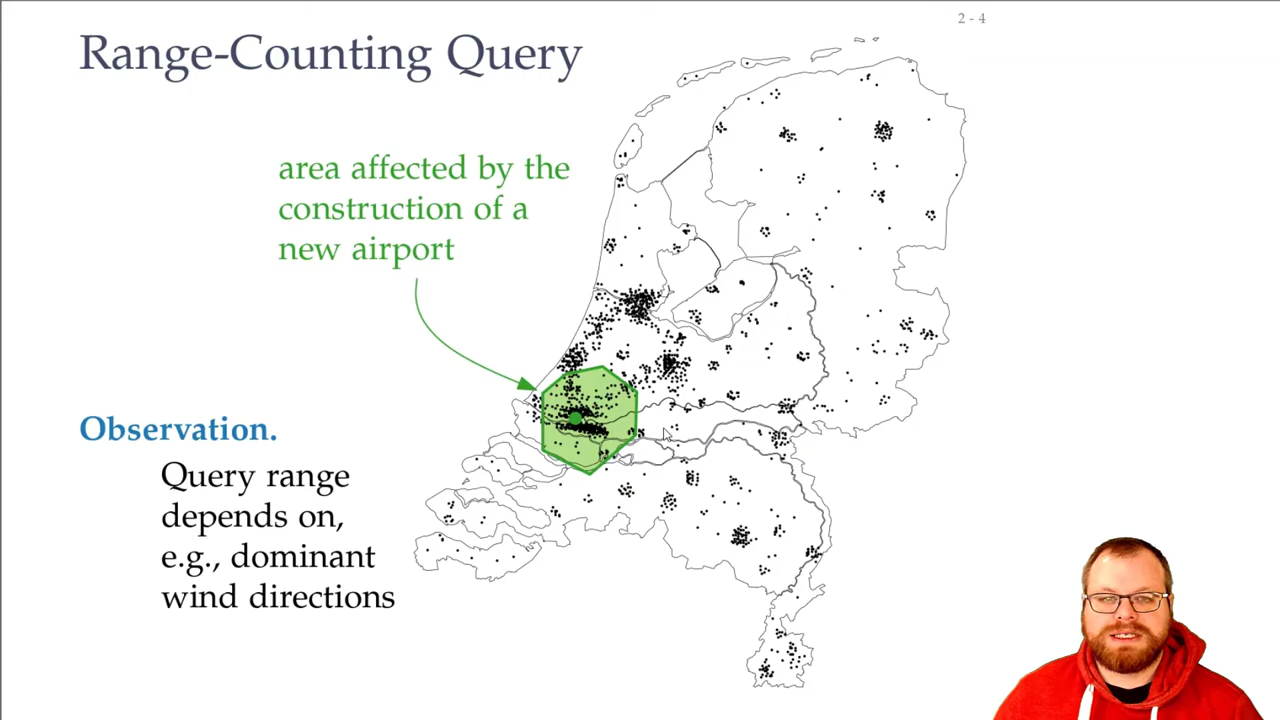 2 - 4
Range-Counting Query
area affected by the
construction of a
new airport
Observation.
Query range
depends on,
e.g., dominant
wind directions